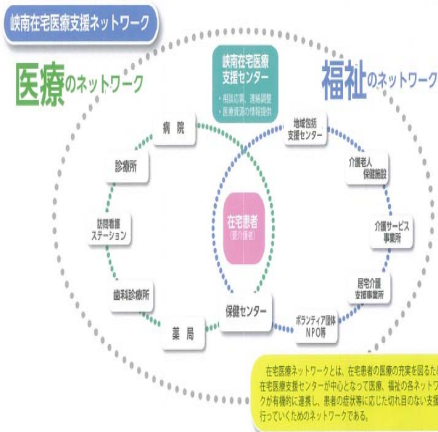 峡南在宅医療支援ネットワーク
医療のネットワーク
峡南在宅医療
支援センター
・相談応需、連絡調整
・医療資源の情報提供
福祉のネットワーク
病 院
診療所
訪問看護
ステーション
歯科診療所
薬 局
在宅患者
(要介護者)
保健センター
地域包括
支援センター
介護老人
保健施設
介護サービス
事業所
居宅介護
支援事業所
ボランティア団体
NPO等
在宅医療ネットワークとは、在宅患者の医療の充実を図るため
在宅医療支援センターが中心となって医療、福祉の各ネットワー
クが有機的に連携し、患者の症状等に応じた切れ目のない支援
行っていくためのネットワークである。